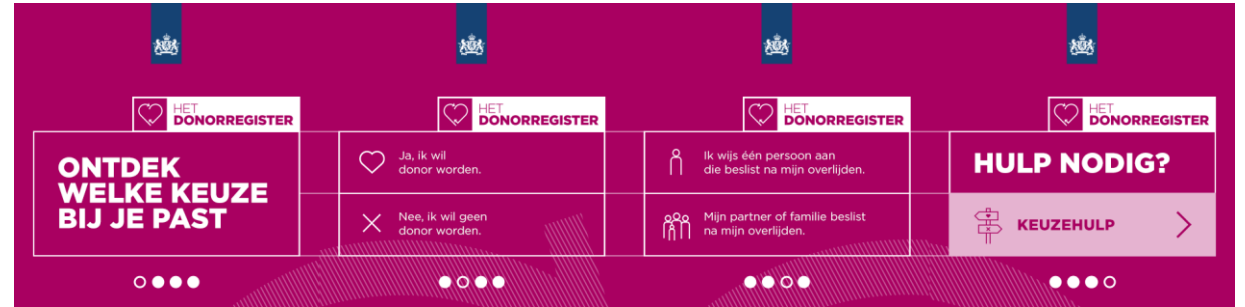 HET
DONORREGISTER
ONTDEK
WELKE KEUZE
BIJ JE PAST
HET
DONORREGISTER
Ja, ik wil
donor worden.
Nee, ik wil geen
donor worden.
HET
DONORREGISTER
Ik wijs één persoon aan
die beslist na mijn overlijden.
Mijn partner of familie beslist
na mijn overlijden.
HET
DONORREGISTER
HULP NODIG?
KEUZEHULP